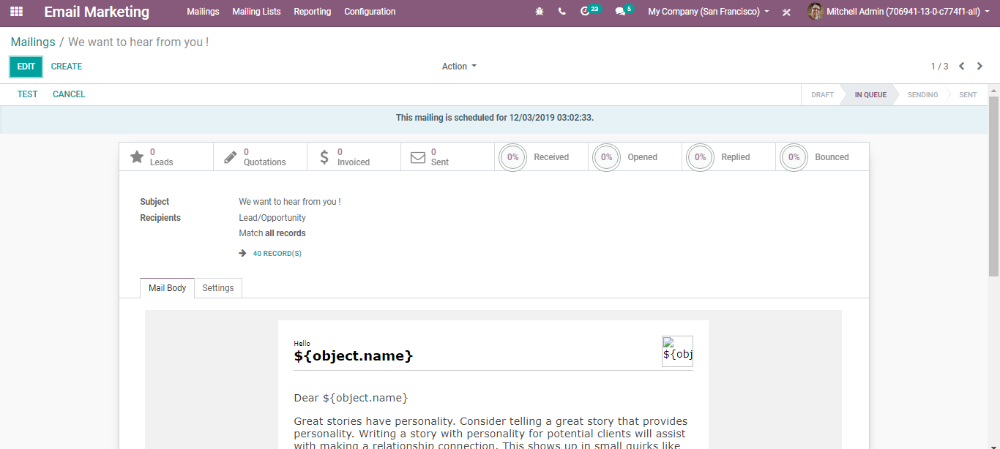 Email Marketing Mailings Mailing Lists Reporting Configuration 23 5 My Company (San Francisco) Mitchell Admin (706941-13-0-c774f1-all)
Mailings / We want to hear from you !
EDIT CREATE Action 1 / 3
TEST CANCEL DRAFT IN QUEUE SENDING SENT
This mailing is scheduled for 12/03/2019 03:02:33.
0 Leads
0 Quotations
$ 0 Invoiced
0 Sent
0% Received
0% Opened
0% Replied
0% Bounced
Subject We want to hear from you !
Recipients Lead/Opportunity
Match all records
40 RECORD(S)
Mail Body Settings
Hello
${object.name}
${obj
Dear ${object.name}
Great stories have personality. Consider telling a great story that provides
personality. Writing a story with personality for potential clients will assist
with making a relationship connection. This shows up in small quirks like